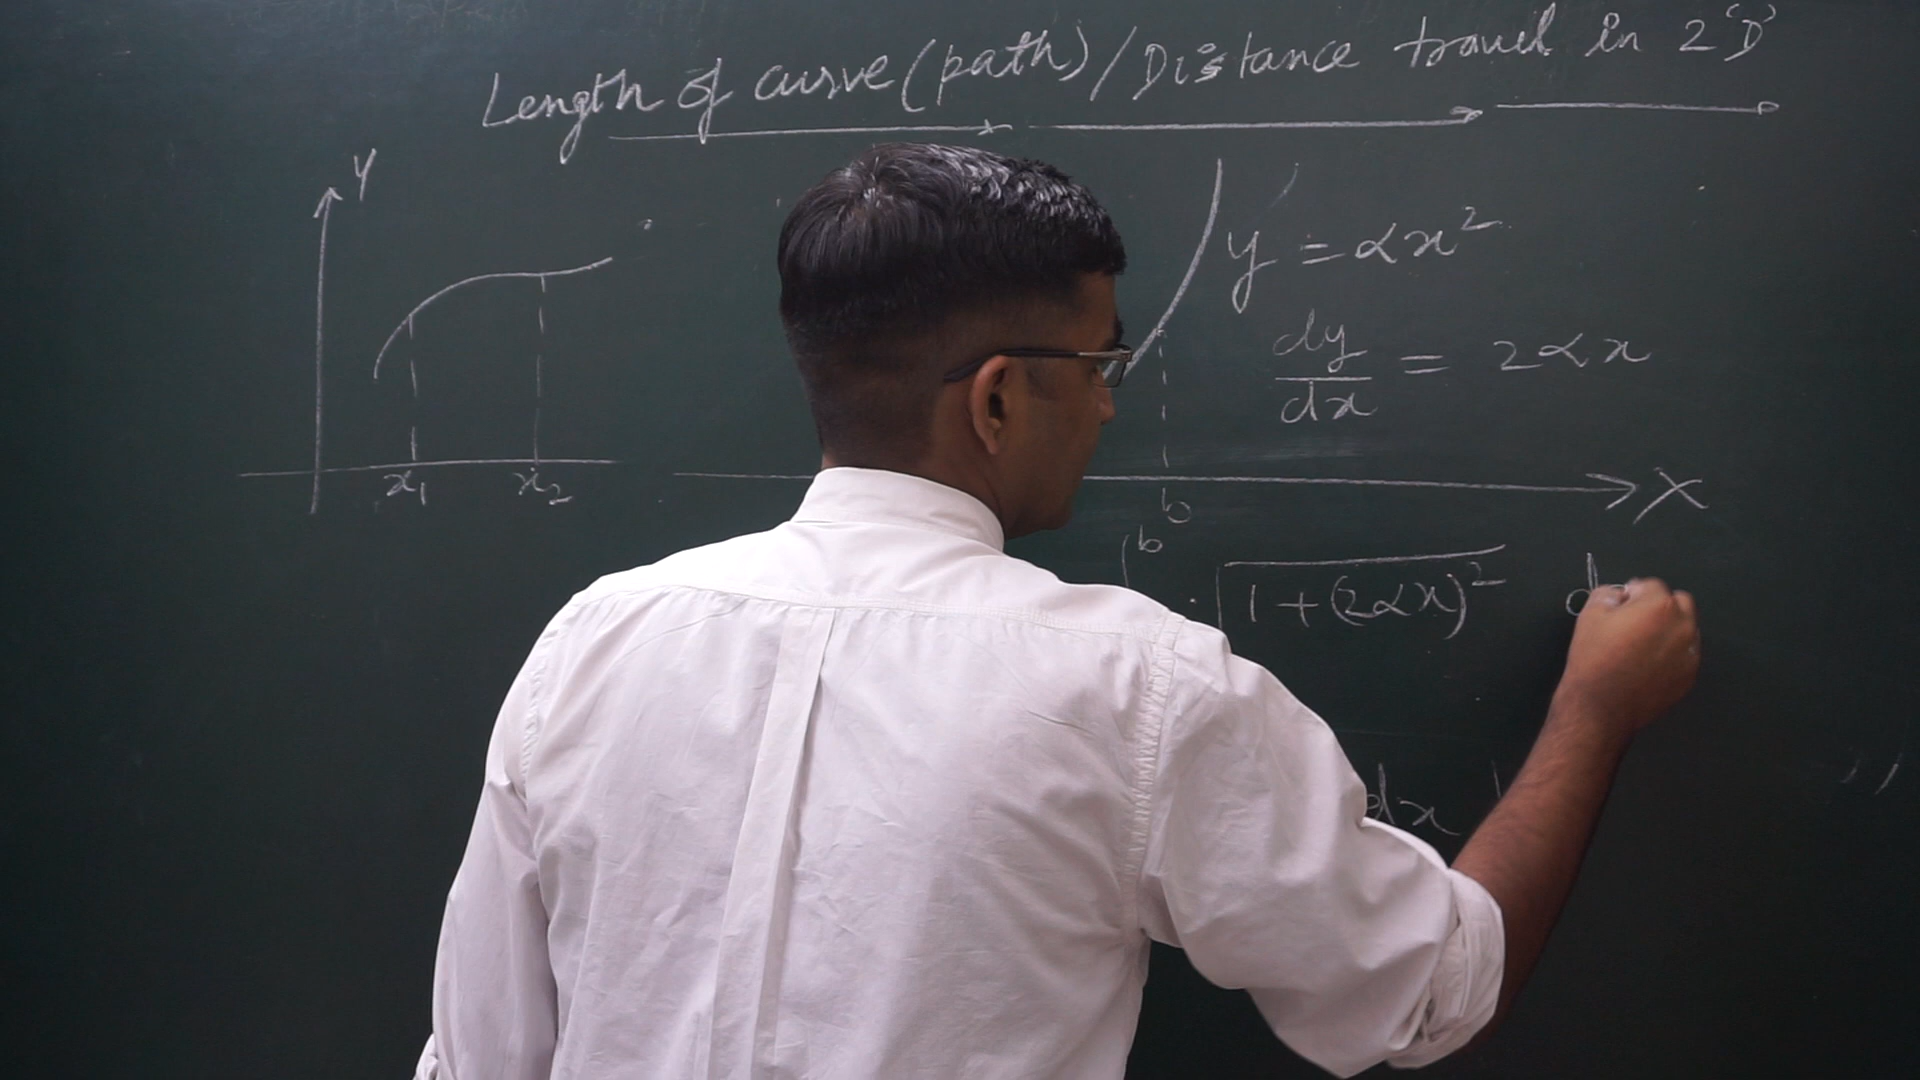 Length of curve (path) / Distance travel in 2'D'
Y
x₁ x₂
y = αx²
dy/dx = 2αx
X
b
b
√(1+(2αx)²) d
dx